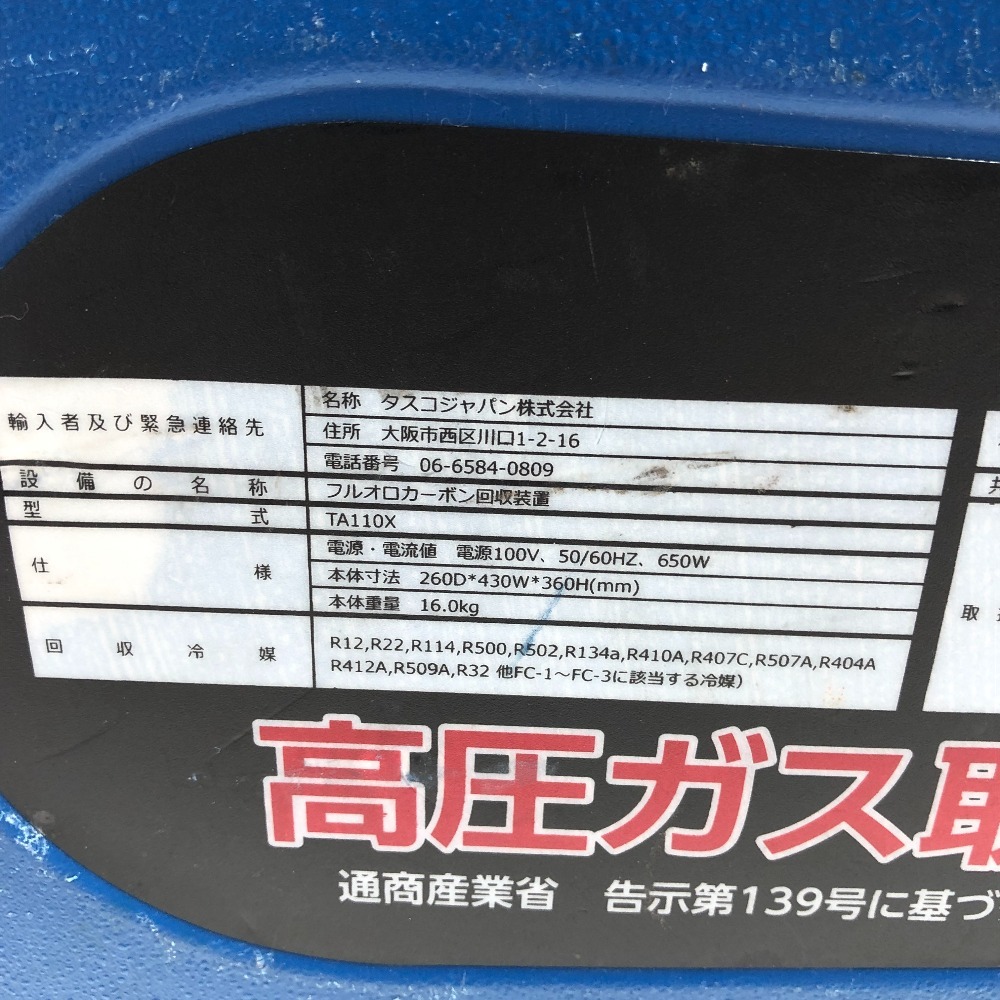 輸入者及び緊急連絡先
名称 タスコジャパン株式会社
住所 大阪市西区川口1-2-16
電話番号 06-6584-0809
設備の名称 フルオロカーボン回収装置
型式 TA110X
仕様
電源・電流値 電源100V、50/60HZ、650W
本体寸法 260D*430W*360H(mm)
本体重量 16.0kg
回収冷媒
R12,R22,R114,R500,R502,R134a,R410A,R407C,R507A,R404A
R412A,R509A,R32 他FC-1～FC-3に該当する冷媒）
共
取
高圧ガス取
通商産業省 告示第139号に基づ